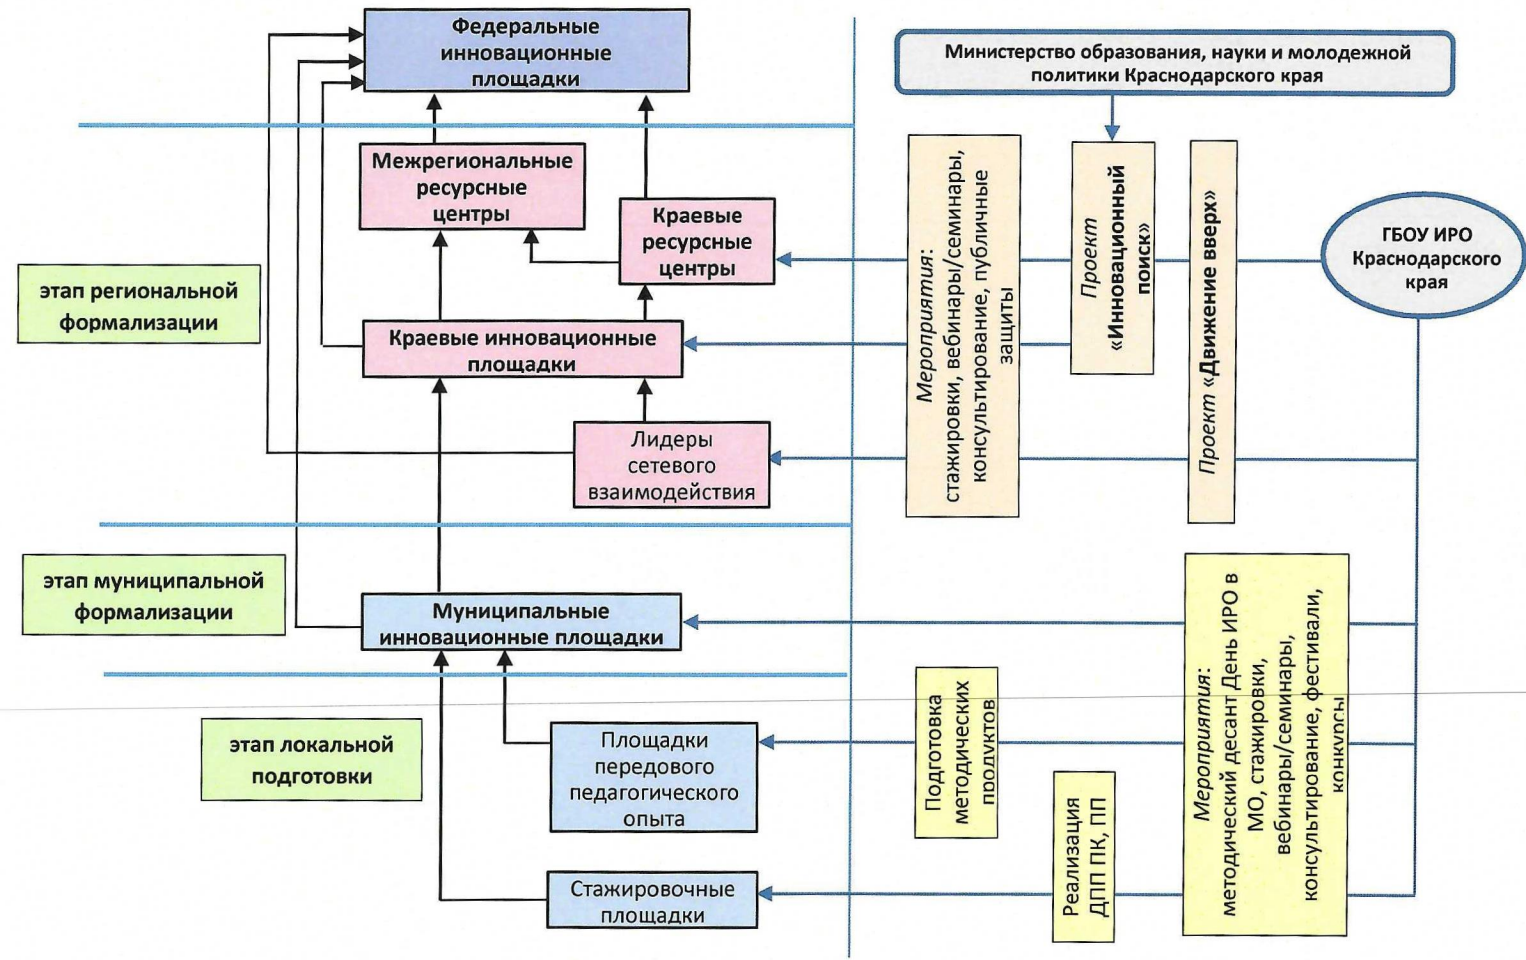 Федеральные
инновационные
площадки
Министерство образования, науки и молодежной
политики Краснодарского края
Межрегиональные
ресурсные
центры
Краевые
ресурсные
центры
этап региональной
формализации
Краевые инновационные
площадки
Лидеры
сетевого
взаимодействия
Мероприятия:
стажировки, вебинары/семинары,
консультирование, публичные
защиты
Проект
«Инновационный
поиск»
Проект «Движение вверх»
ГБОУ ИРО
Краснодарского
края
этап муниципальной
формализации
Муниципальные
инновационные площадки
этап локальной
подготовки
Площадки
передового
педагогического
опыта
Стажировочные
площадки
Подготовка
методических
продуктов
Реализация
ДПП ПК, ПП
Мероприятия:
методический десант День ИРО в
МО, стажировки,
вебинары/семинары,
консультирование, фестивали,
конкурсы